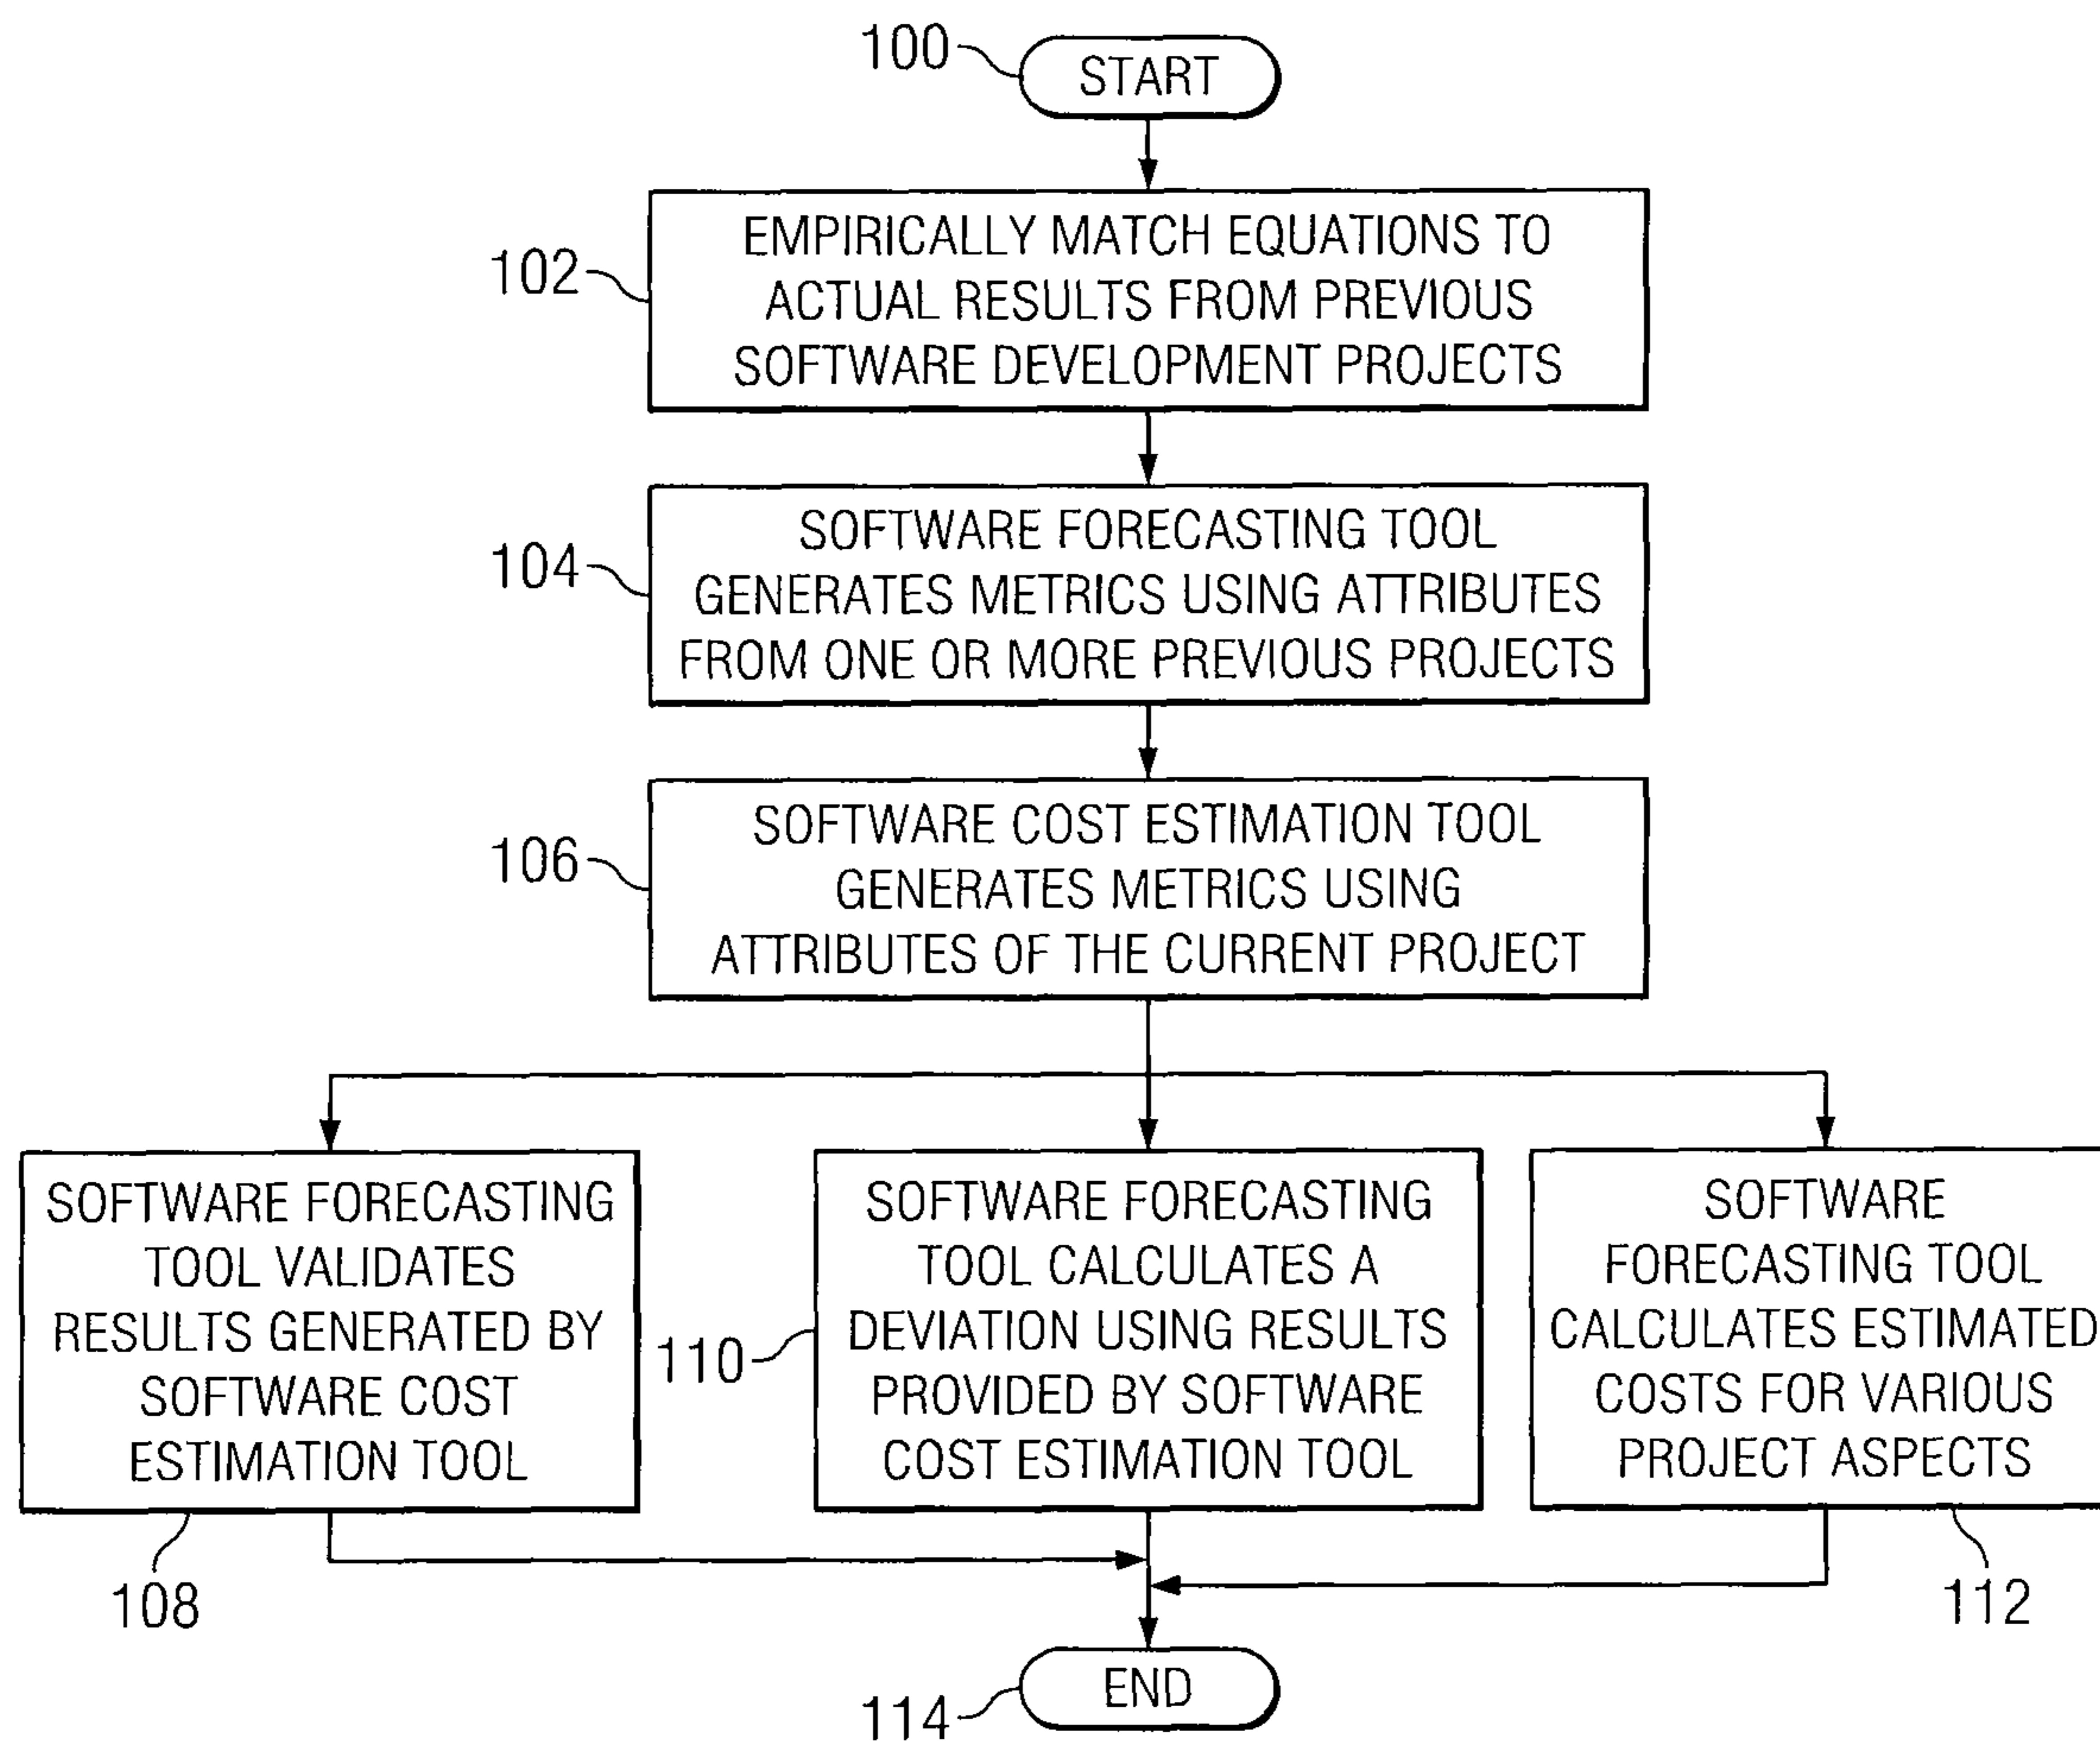 100
START
102
EMPIRICALLY MATCH EQUATIONS TO
ACTUAL RESULTS FROM PREVIOUS
SOFTWARE DEVELOPMENT PROJECTS
104
SOFTWARE FORECASTING TOOL
GENERATES METRICS USING ATTRIBUTES
FROM ONE OR MORE PREVIOUS PROJECTS
106
SOFTWARE COST ESTIMATION TOOL
GENERATES METRICS USING
ATTRIBUTES OF THE CURRENT PROJECT
SOFTWARE FORECASTING
TOOL VALIDATES
RESULTS GENERATED BY
SOFTWARE COST
ESTIMATION TOOL
108
110
SOFTWARE FORECASTING
TOOL CALCULATES A
DEVIATION USING RESULTS
PROVIDED BY SOFTWARE
COST ESTIMATION TOOL
SOFTWARE
FORECASTING TOOL
CALCULATES ESTIMATED
COSTS FOR VARIOUS
PROJECT ASPECTS
112
114
END